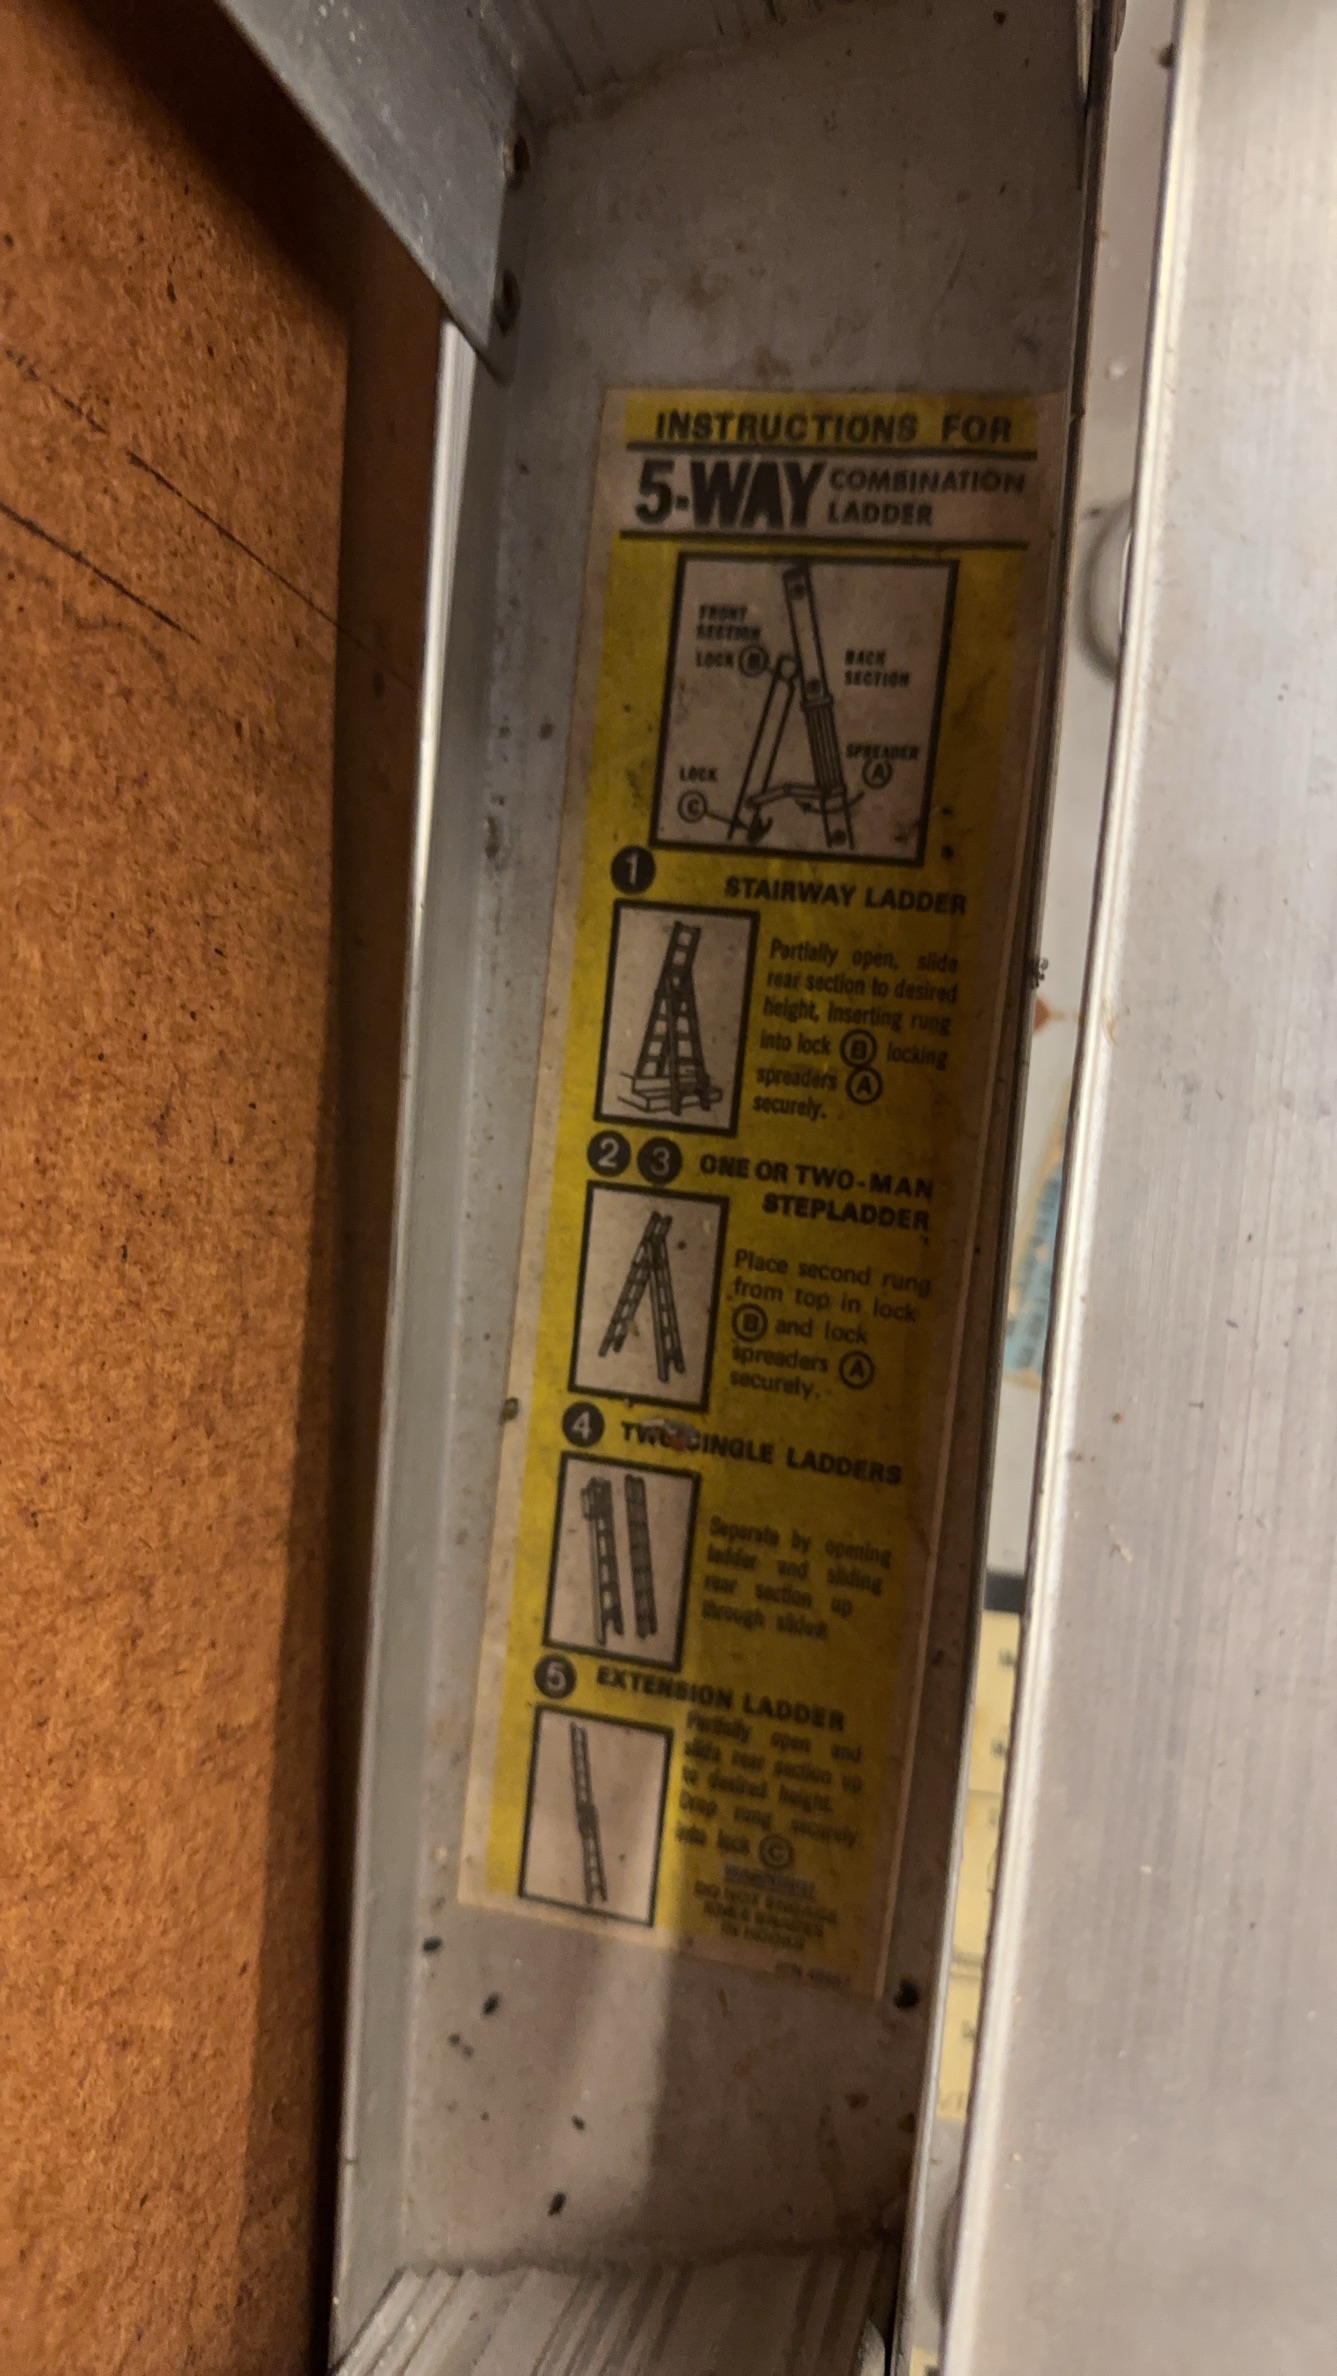 INSTRUCTIONS FOR
5-WAY COMBINATION
LADDER
FRONT
SECTION
LOCK B
BACK
SECTION
SPREADER
A
LOCK
C
1 STAIRWAY LADDER
Partially open, slide
rear section to desired
height, inserting rung
into lock B locking
spreaders A
securely.
2 3 ONE OR TWO-MAN
STEPLADDER
Place second rung
from top in lock
B and lock
spreaders A
securely.
4 TWO SINGLE LADDERS
Separate by opening
ladder and sliding
rear section up
through
5 EXTENSION LADDER
Partially open and
slide rear section up
to desired height.
Drop rung securely
into lock C
DO NOT